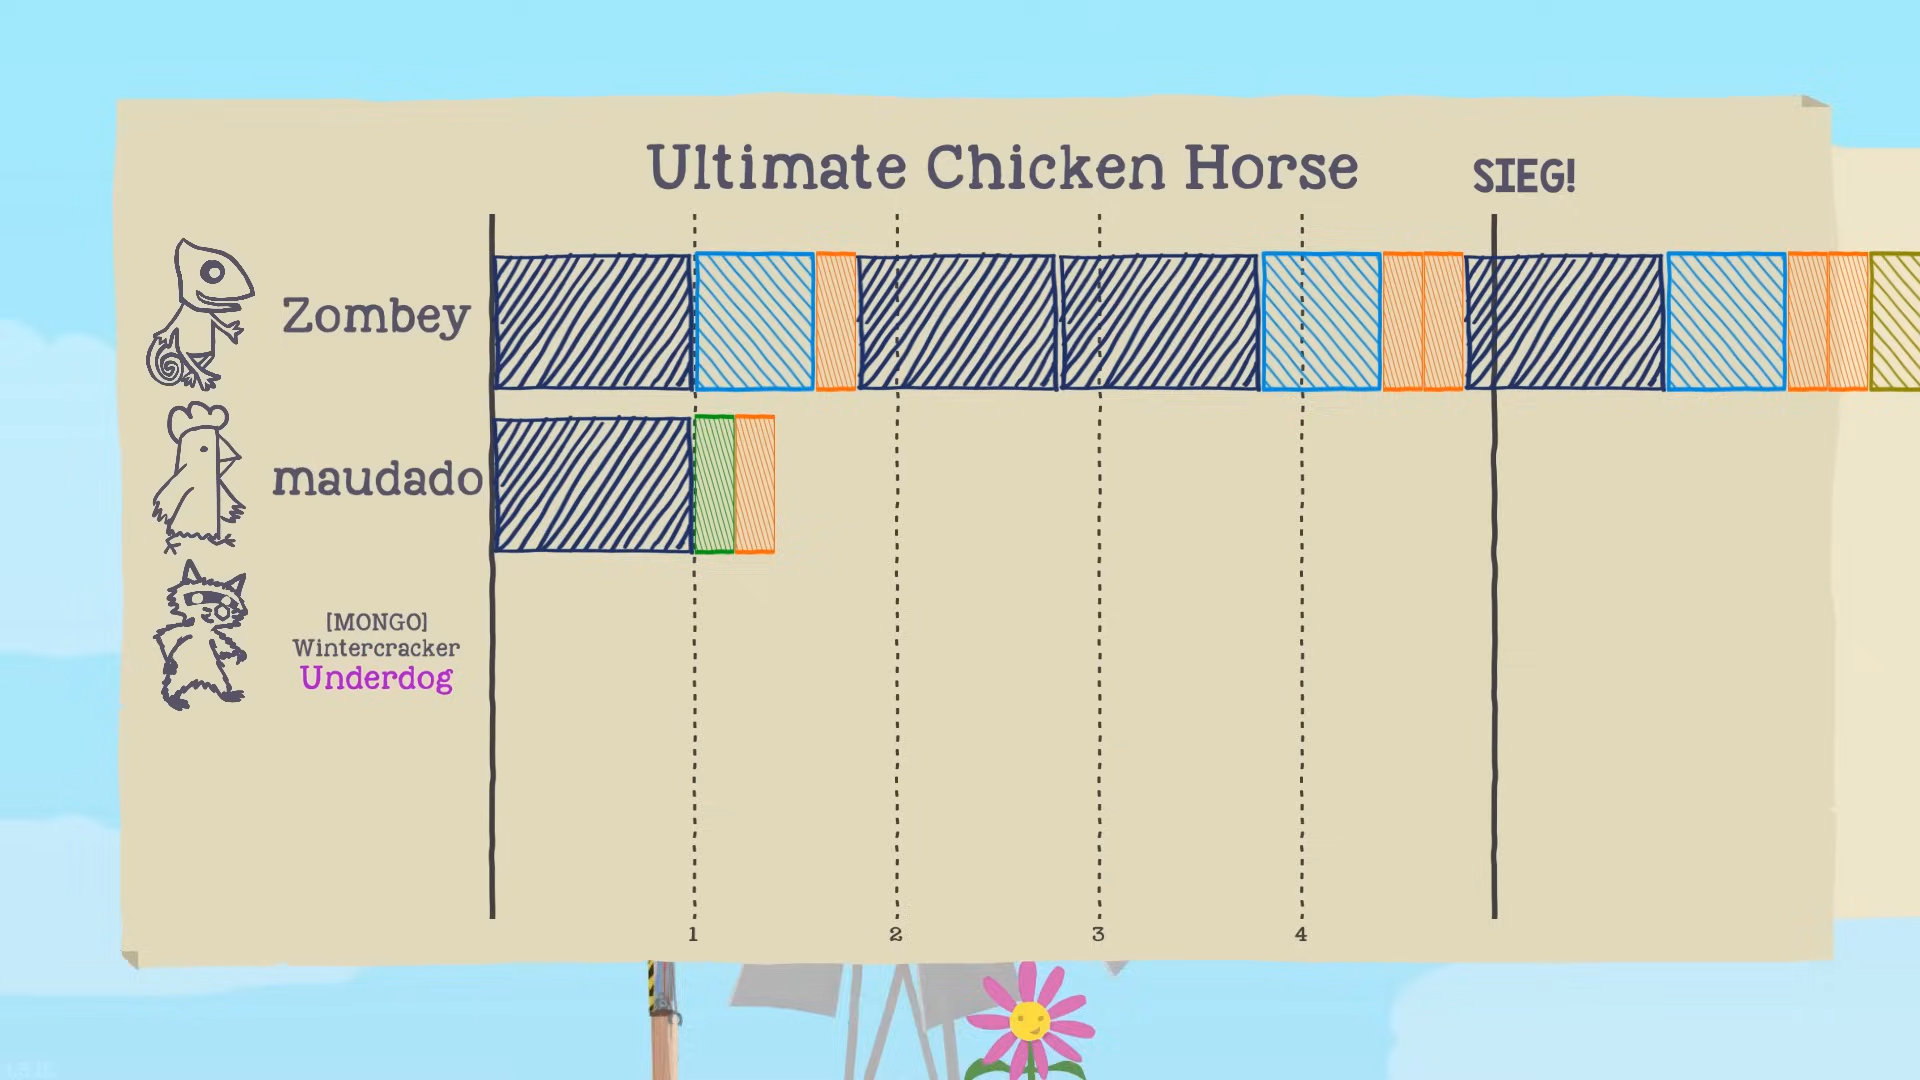 Ultimate Chicken Horse
SIEG!
Zombey
maudado
[MONGO]
Wintercracker
Underdog
1 2 3 4